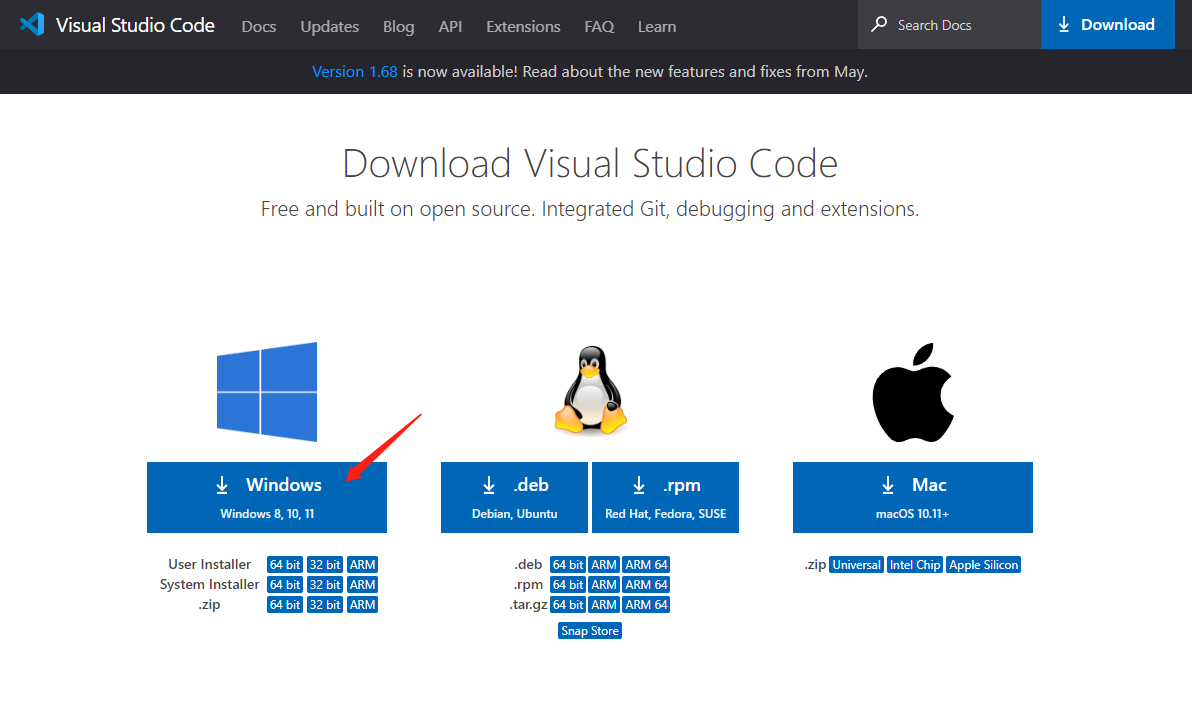 Visual Studio Code Docs Updates Blog API Extensions FAQ Learn Search Docs Download
Version 1.68 is now available! Read about the new features and fixes from May.
Download Visual Studio Code
Free and built on open source. Integrated Git, debugging and extensions.
Windows
Windows 8, 10, 11
User Installer 64 bit 32 bit ARM
System Installer 64 bit 32 bit ARM
.zip 64 bit 32 bit ARM
.deb
Debian, Ubuntu
.rpm
Red Hat, Fedora, SUSE
.deb 64 bit ARM ARM 64
.rpm 64 bit ARM ARM 64
.tar.gz 64 bit ARM ARM 64
Snap Store
Mac
macOS 10.11+
.zip Universal Intel Chip Apple Silicon